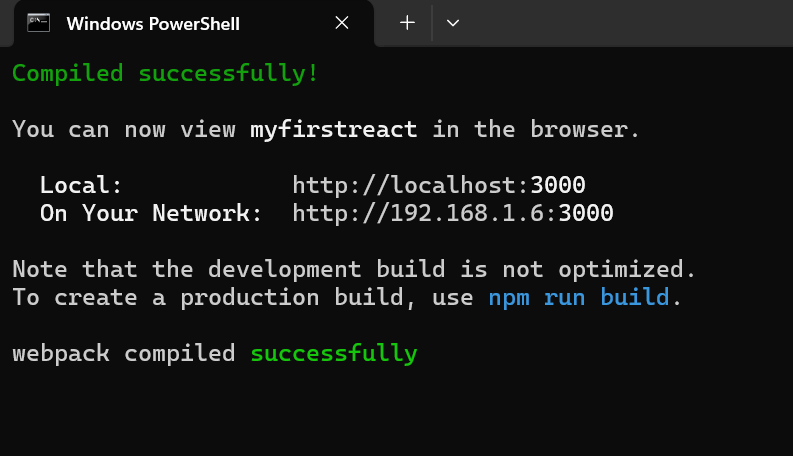 Windows PowerShell
Compiled successfully!
You can now view myfirstreact in the browser.
Local: http://localhost:3000
On Your Network: http://192.168.1.6:3000
Note that the development build is not optimized.
To create a production build, use npm run build.
webpack compiled successfully